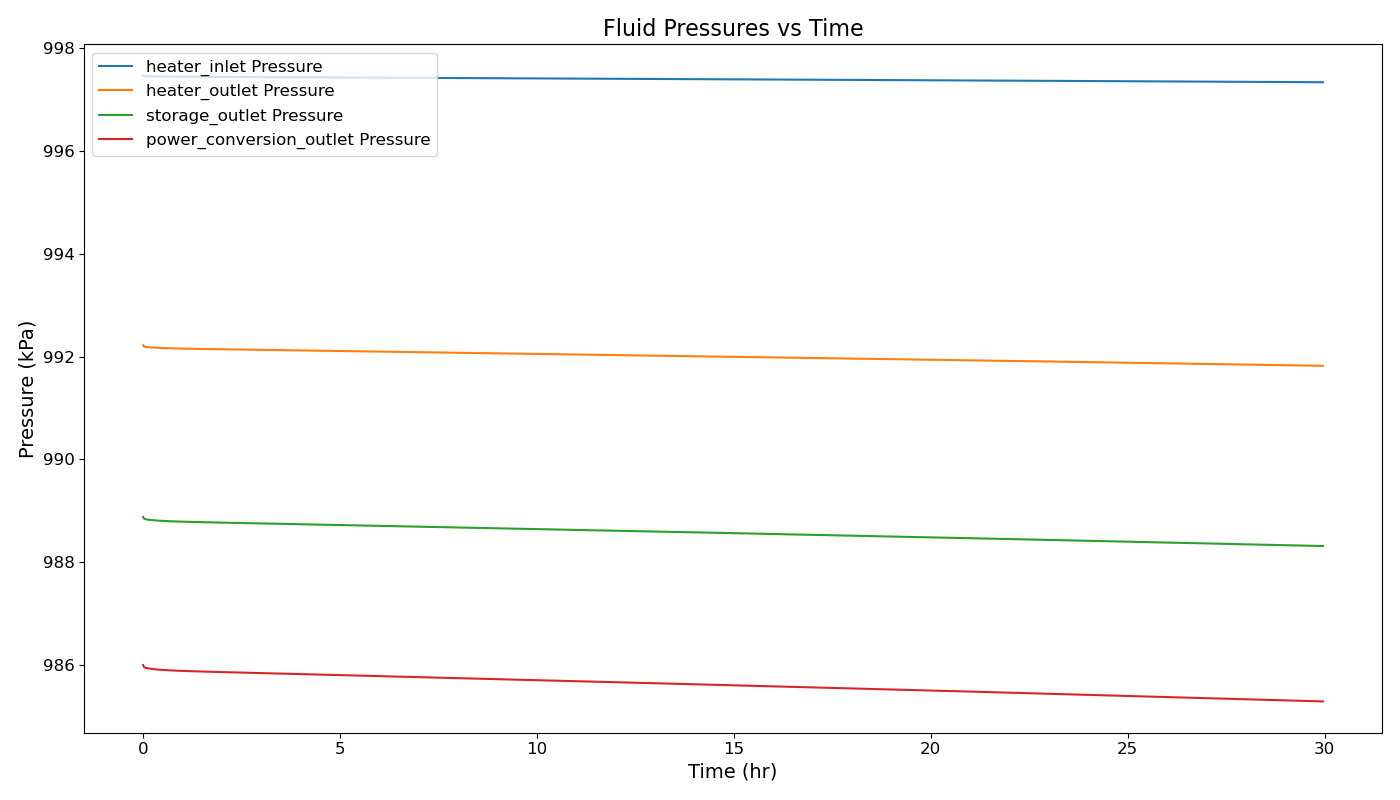 Fluid Pressures vs Time
998
996
994
992
990
988
986
Pressure (kPa)
heater_inlet Pressure
heater_outlet Pressure
storage_outlet Pressure
power_conversion_outlet Pressure
0 5 10 15 20 25 30
Time (hr)